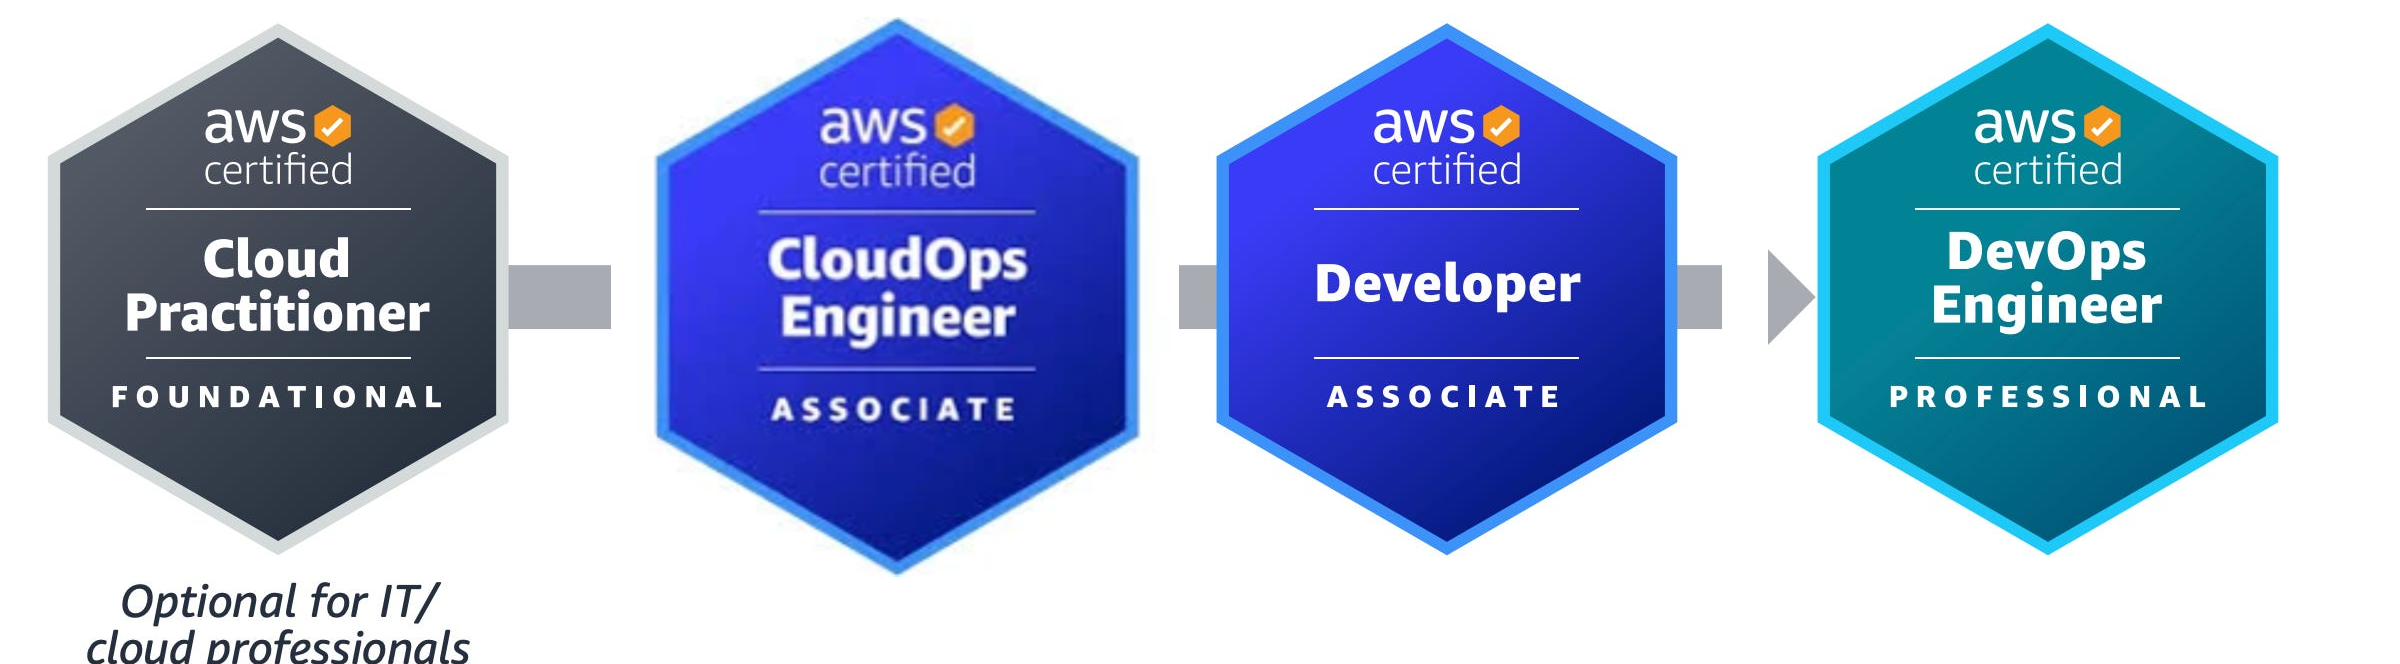 aws
certified
Cloud
Practitioner
FOUNDATIONAL
Optional for IT/
cloud professionals
aws
certified
CloudOps
Engineer
ASSOCIATE
aws
certified
Developer
ASSOCIATE
aws
certified
DevOps
Engineer
PROFESSIONAL